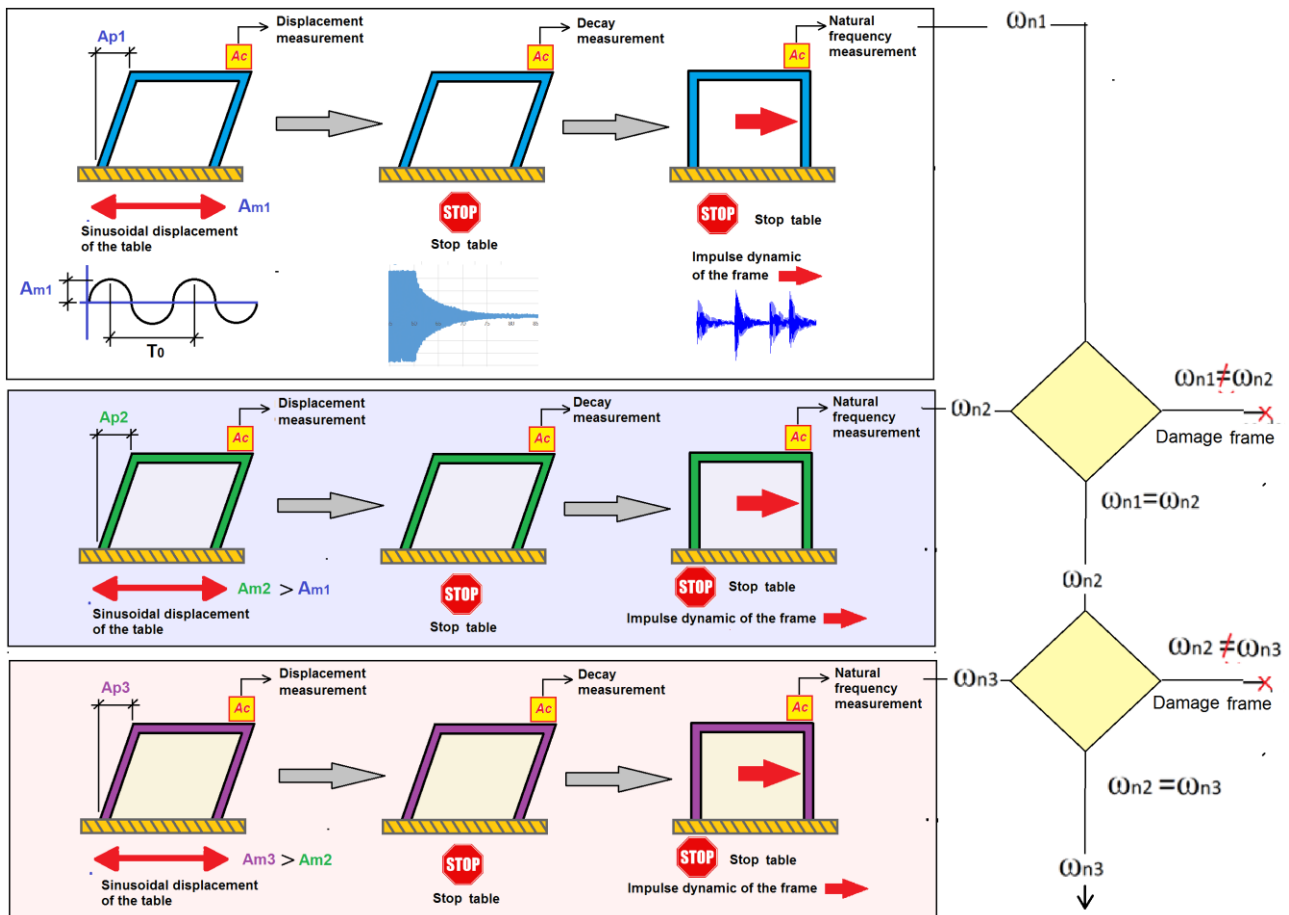 Ap1
Ac
Displacement
measurement
Ac
Decay
measurement
Ac
Natural
frequency
measurement
ωn1
Am1
Sinusoidal displacement
of the table
STOP
Stop table
STOP
Stop table
Am1
T0
Impulse dynamic
of the frame
Ap2
Ac
Displacement
measurement
Ac
Decay
measurement
Ac
Natural
frequency
measurement
ωn2
ωn1≠ωn2
Damage frame
ωn1=ωn2
Am2 > Am1
Sinusoidal displacement
of the table
STOP
Stop table
STOP
Stop table
Impulse dynamic of the frame
ωn2
Ap3
Ac
Displacement
measurement
Ac
Decay
measurement
Ac
Natural
frequency
measurement
ωn3
ωn2≠ωn3
Damage frame
ωn2=ωn3
Am3 > Am2
Sinusoidal displacement
of the table
STOP
Stop table
STOP
Stop table
Impulse dynamic of the frame
ωn3